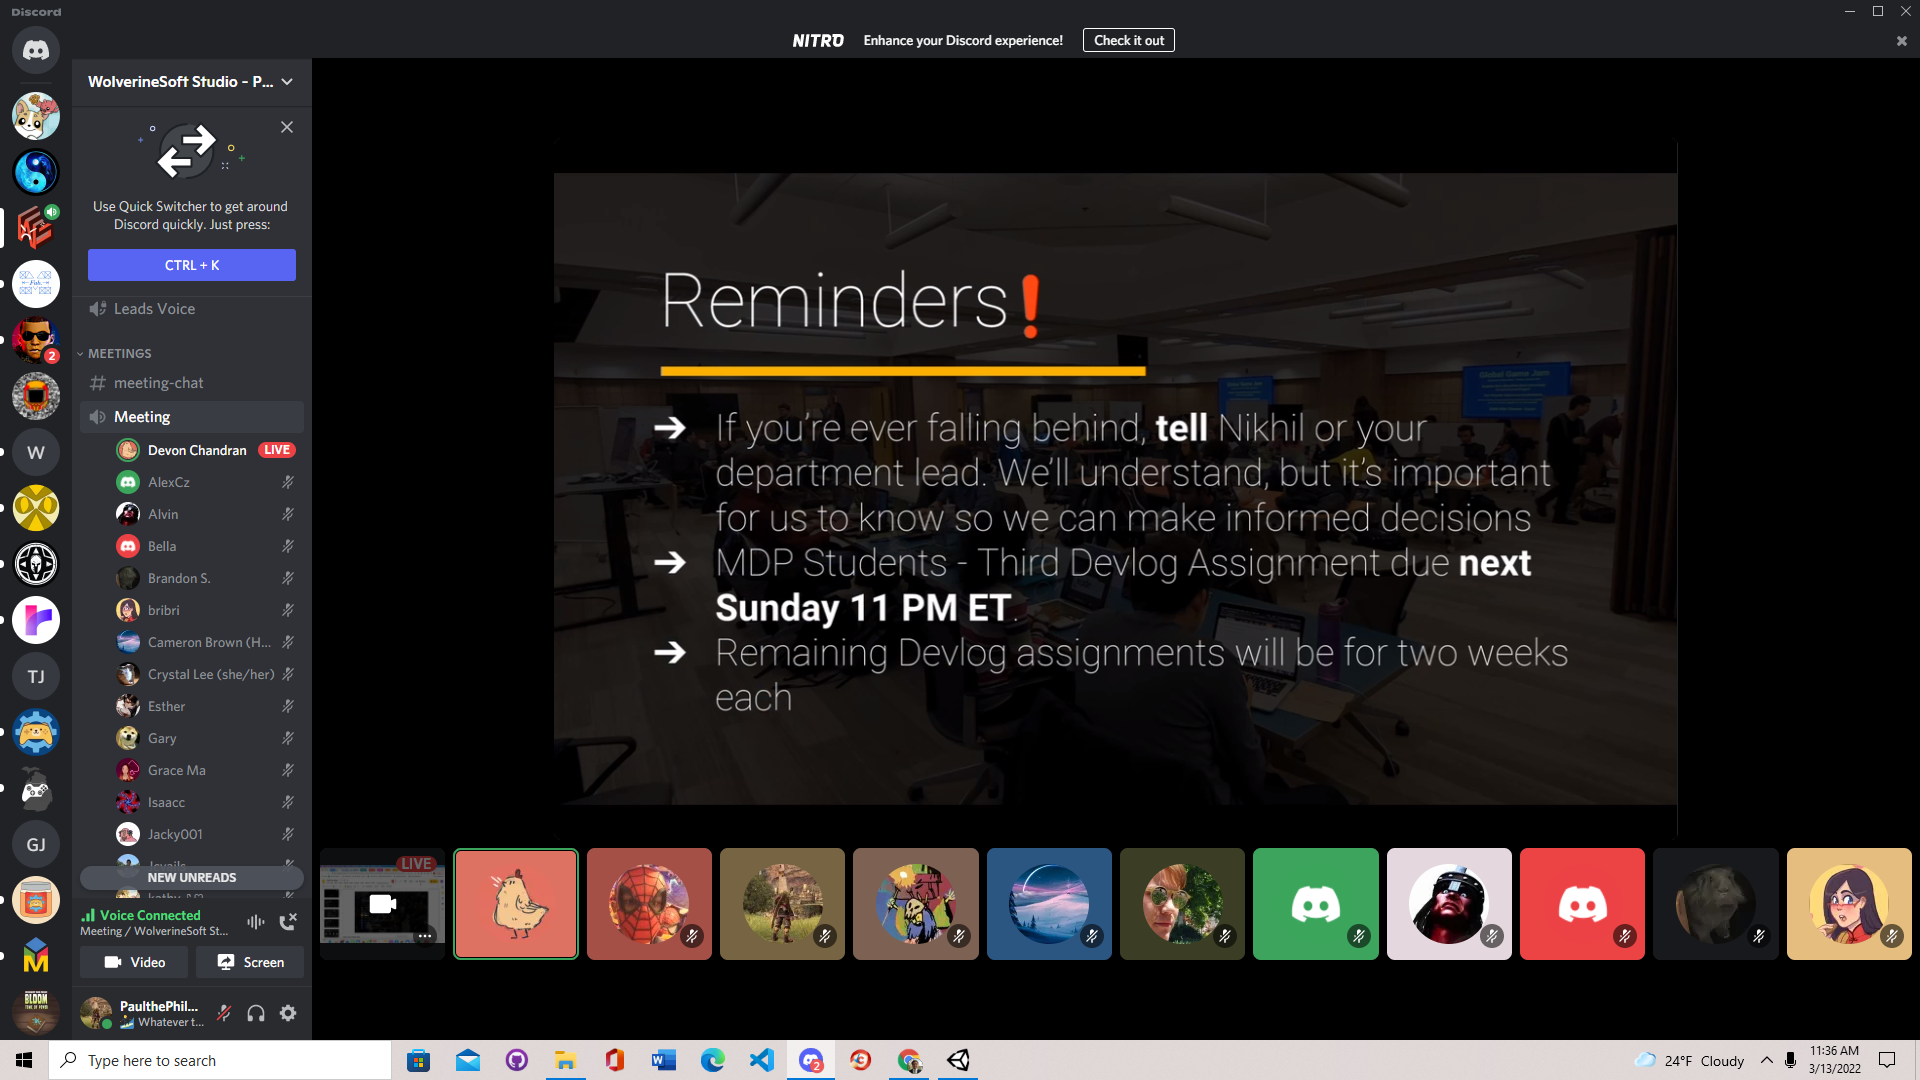 Discord
NITRO Enhance your Discord experience! Check it out
WolverineSoft Studio - P...
Use Quick Switcher to get around
Discord quickly. Just press:
CTRL + K
Leads Voice
MEETINGS
meeting-chat
Meeting
Devon Chandran LIVE
AlexCz
Alvin
Bella
Brandon S.
bribri
Cameron Brown (H...
Crystal Lee (she/her)
Esther
Gary
Grace Ma
Isaacc
Jacky001
NEW UNREADS
Voice Connected
Meeting / WolverineSoft St...
Video Screen
PaulthePhil...
Whatever t...
2
W
TJ
GJ
BLOOM
Reminders❗
➔ If you're ever falling behind, tell Nikhil or your
department lead. We'll understand, but it's important
for us to know so we can make informed decisions
➔ MDP Students - Third Devlog Assignment due next
Sunday 11 PM ET.
➔ Remaining Devlog assignments will be for two weeks
each
Global Game Jam
LIVE
Type here to search
2
24°F Cloudy
11:36 AM
3/13/2022